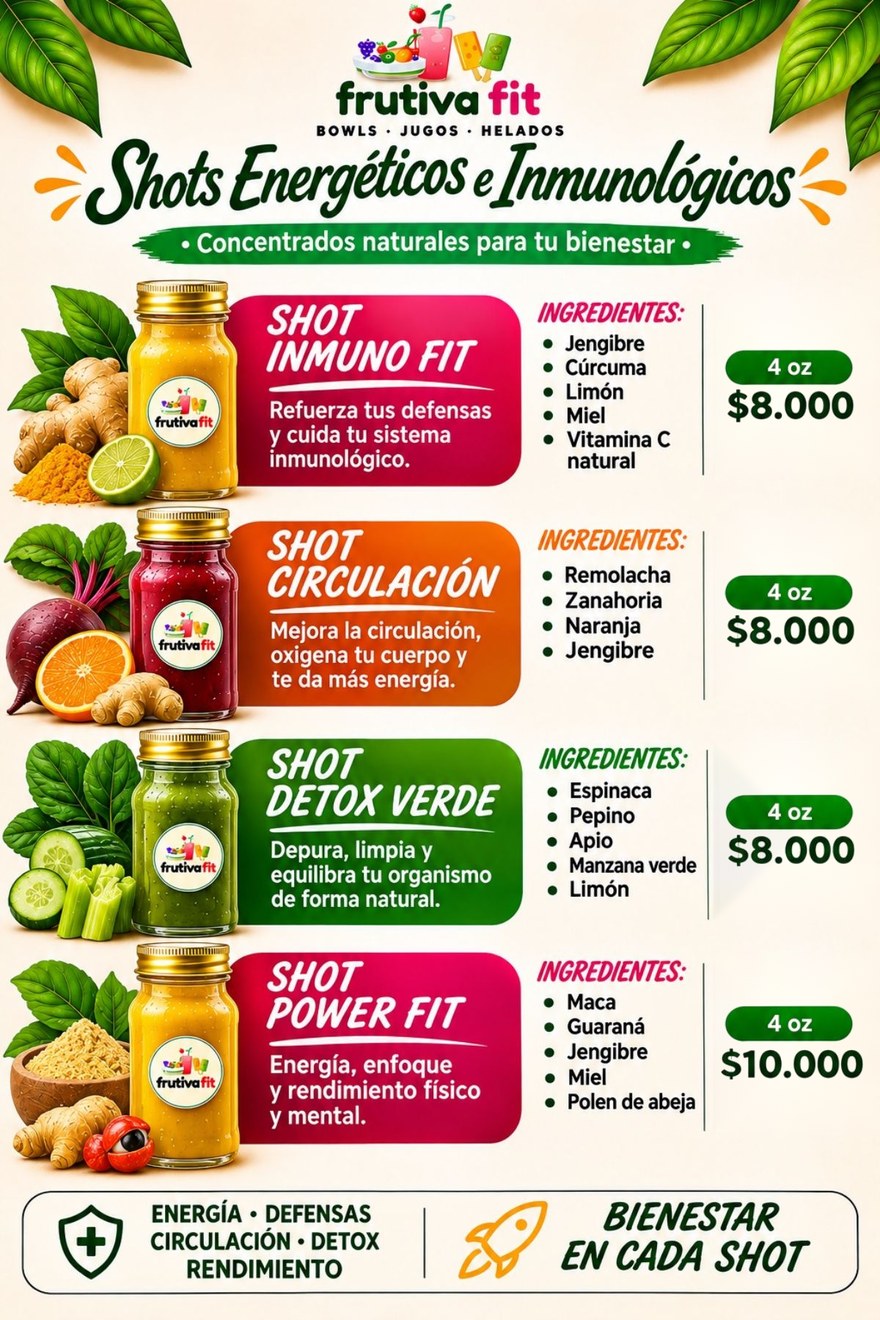 frutiva fit
BOWLS · JUGOS · HELADOS
Shots Energéticos e Inmunológicos
• Concentrados naturales para tu bienestar •
SHOT
INMUNO FIT
Refuerza tus defensas
y cuida tu sistema
inmunológico.
frutiva fit
INGREDIENTES:
• Jengibre
• Cúrcuma
• Limón
• Miel
• Vitamina C
natural
4 oz
$8.000
SHOT
CIRCULACIÓN
Mejora la circulación,
oxigena tu cuerpo y
te da más energía.
frutiva fit
INGREDIENTES:
• Remolacha
• Zanahoria
• Naranja
• Jengibre
4 oz
$8.000
SHOT
DETOX VERDE
Depura, limpia y
equilibra tu organismo
de forma natural.
frutiva fit
INGREDIENTES:
• Espinaca
• Pepino
• Apio
• Manzana verde
• Limón
4 oz
$8.000
SHOT
POWER FIT
Energía, enfoque
y rendimiento físico
y mental.
frutiva fit
INGREDIENTES:
• Maca
• Guaraná
• Jengibre
• Miel
• Polen de abeja
4 oz
$10.000
ENERGÍA • DEFENSAS
CIRCULACIÓN • DETOX
RENDIMIENTO
BIENESTAR
EN CADA SHOT